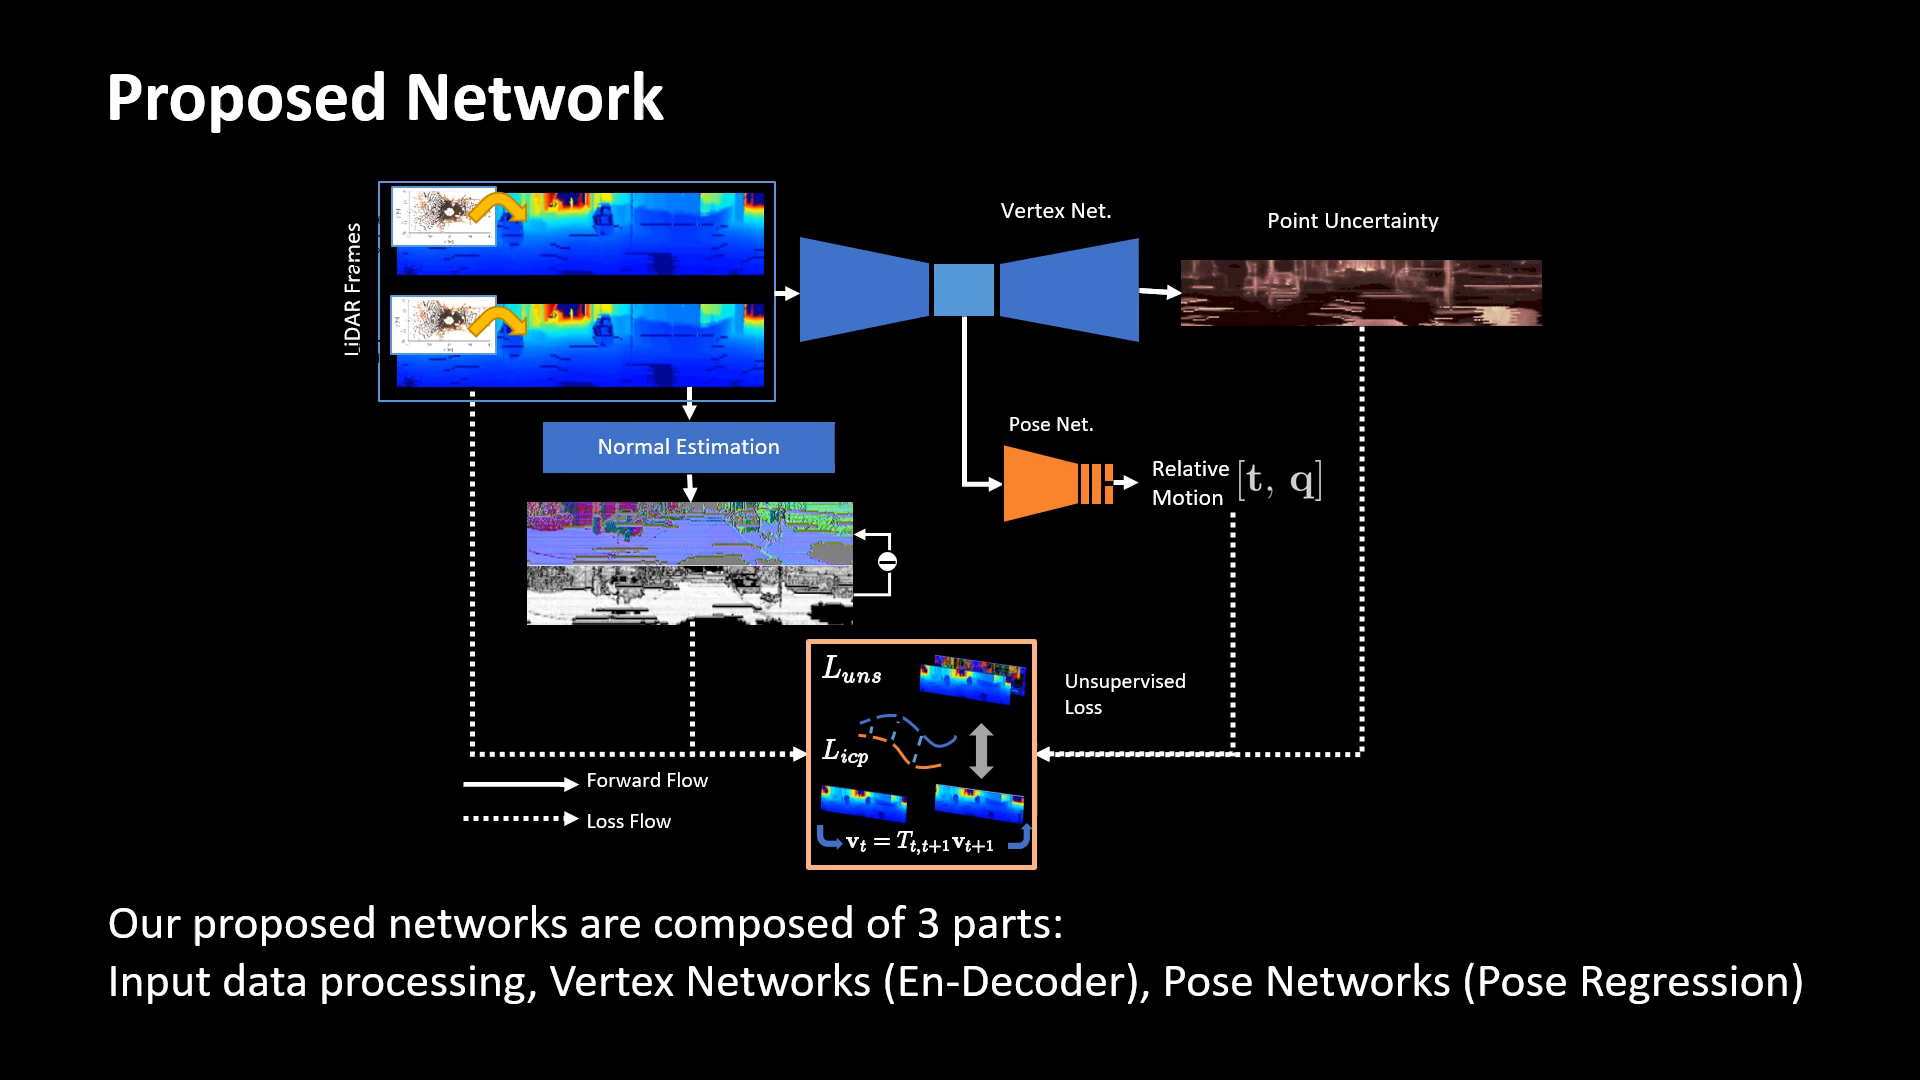 Proposed Network
LiDAR Frames
Vertex Net.
Point Uncertainty
Normal Estimation
Pose Net.
Relative
Motion [t, q]
L_uns
Unsupervised
Loss
L_icp
Forward Flow
Loss Flow
v_t = T_{t,t+1} v_{t+1}
Our proposed networks are composed of 3 parts:
Input data processing, Vertex Networks (En-Decoder), Pose Networks (Pose Regression)